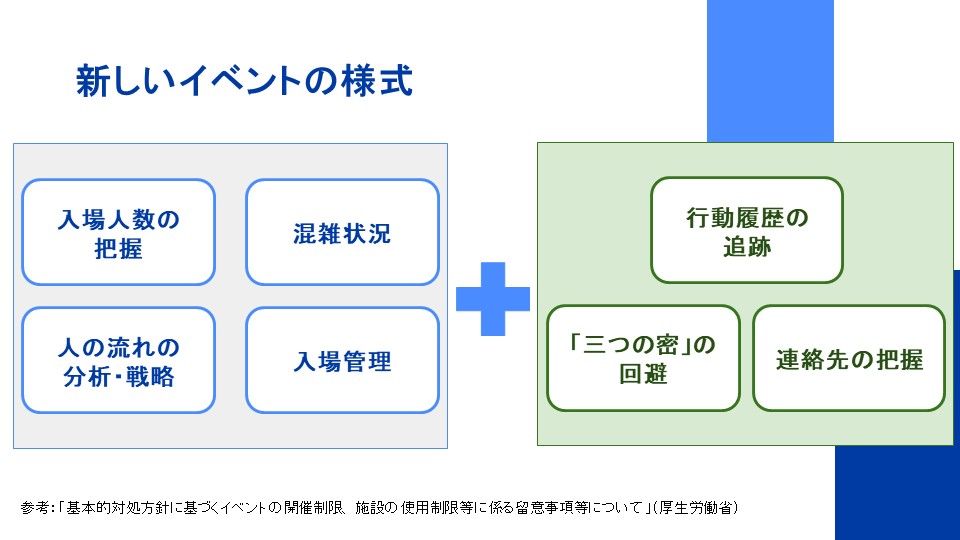 新しいイベントの様式
入場人数の
把握
混雑状況
人の流れの
分析・戦略
入場管理
行動履歴の
追跡
「三つの密」の
回避
連絡先の把握
参考：「基本的対処方針に基づくイベントの開催制限、施設の使用制限等に係る留意事項等について」（厚生労働省）